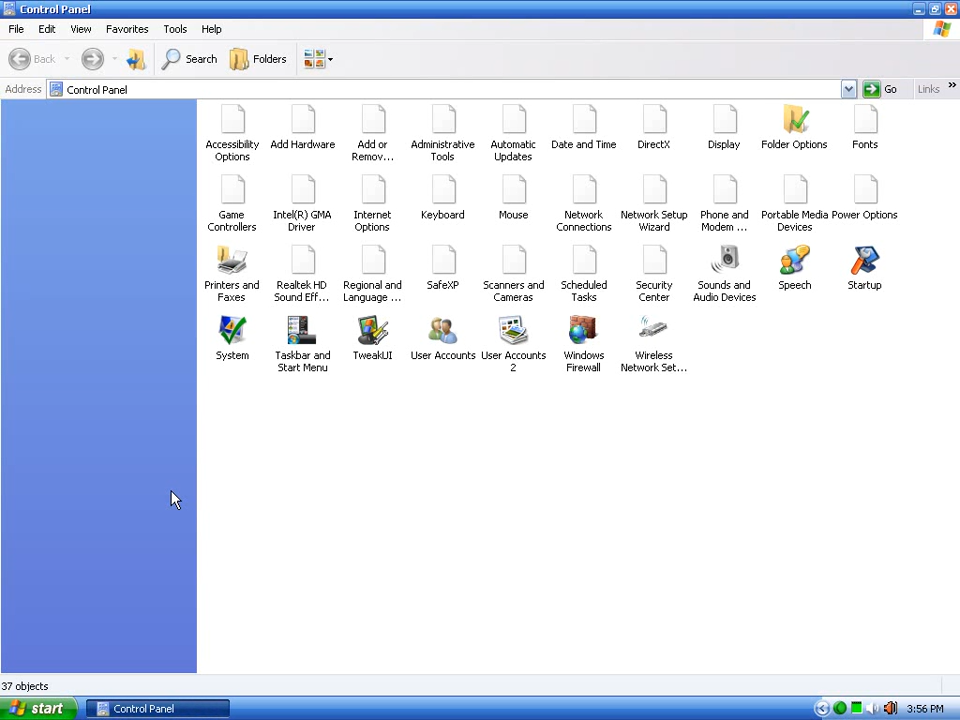 Control Panel
File Edit View Favorites Tools Help
Back Search Folders
Address Control Panel Go Links »
Accessibility Options
Add Hardware
Add or Remov...
Administrative Tools
Automatic Updates
Date and Time
DirectX
Display
Folder Options
Fonts
Game Controllers
Intel(R) GMA Driver
Internet Options
Keyboard
Mouse
Network Connections
Network Setup Wizard
Phone and Modem ...
Portable Media Devices
Power Options
Printers and Faxes
Realtek HD Sound Eff...
Regional and Language ...
SafeXP
Scanners and Cameras
Scheduled Tasks
Security Center
Sounds and Audio Devices
Speech
Startup
System
Taskbar and Start Menu
TweakUI
User Accounts
User Accounts 2
Windows Firewall
Wireless Network Set...
37 objects
start Control Panel 3:56 PM